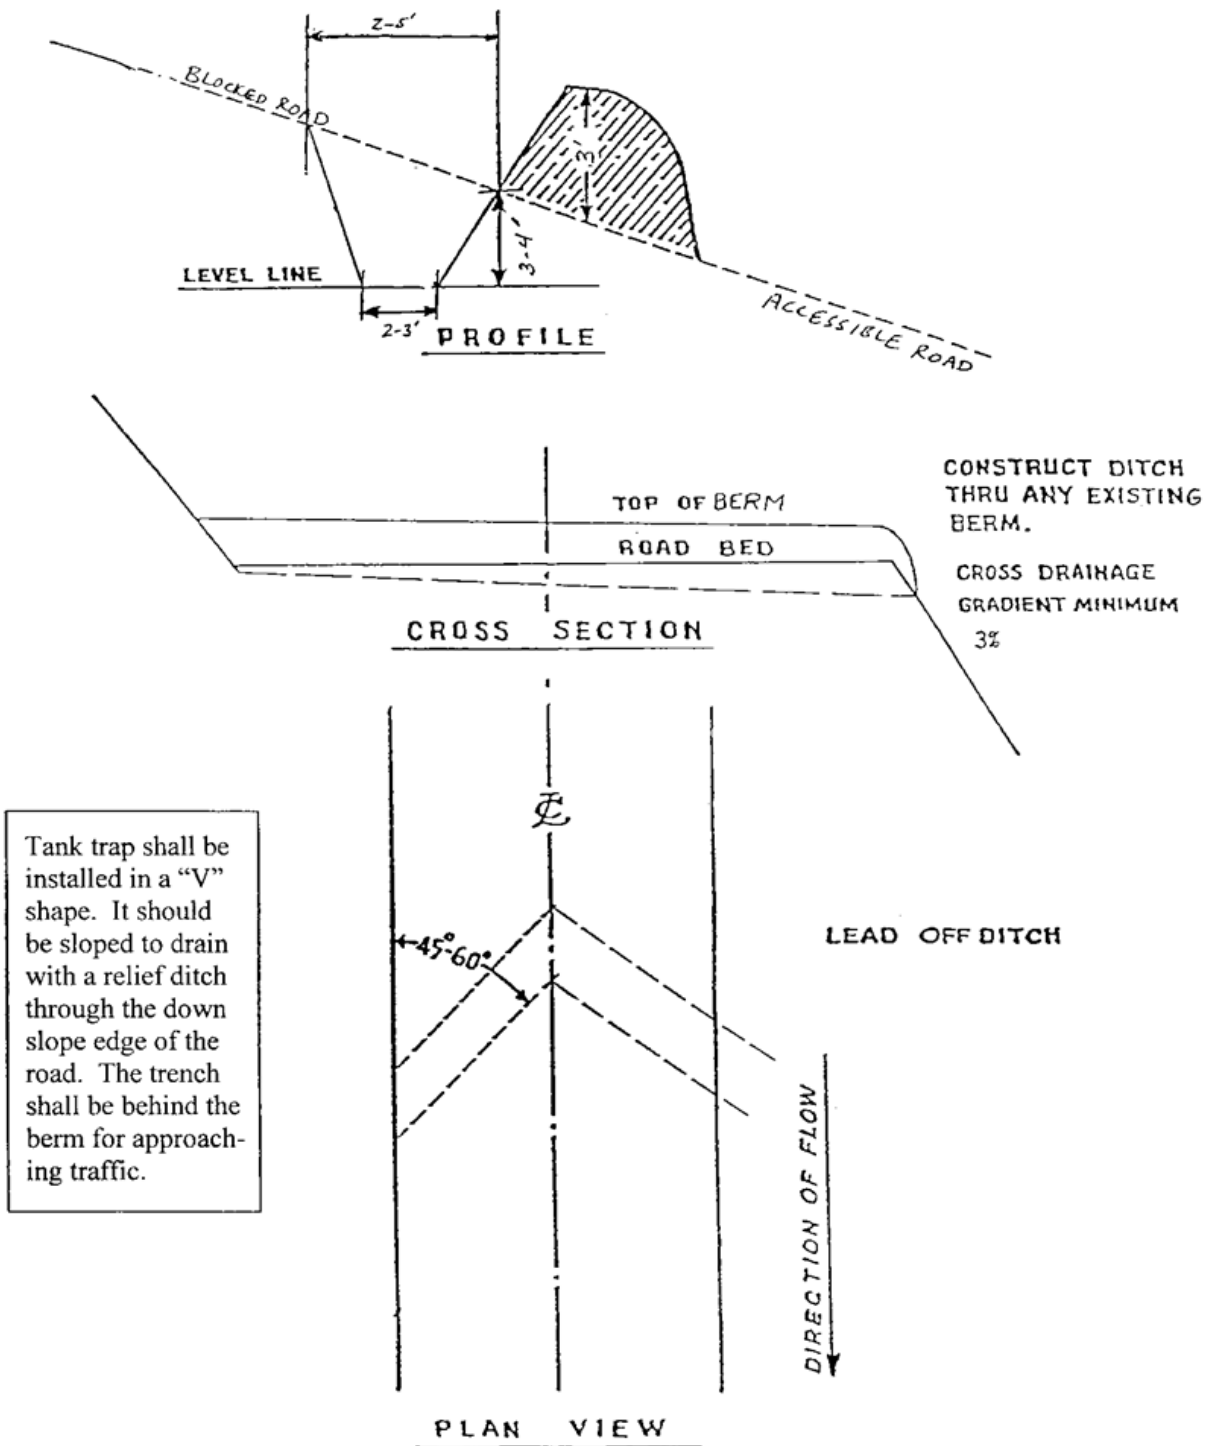 2-5'
BLOCKED ROAD
3'
3-4'
LEVEL LINE
2-3'
PROFILE
ACCESSIBLE ROAD
CONSTRUCT DITCH
THRU ANY EXISTING
BERM.
TOP OF BERM
ROAD BED
CROSS DRAINAGE
GRADIENT MINIMUM
3%
CROSS SECTION
℄
Tank trap shall be
installed in a “V”
shape. It should
be sloped to drain
with a relief ditch
through the down
slope edge of the
road. The trench
shall be behind the
berm for approach-
ing traffic.
45°-60°
LEAD OFF DITCH
DIRECTION OF FLOW
PLAN VIEW